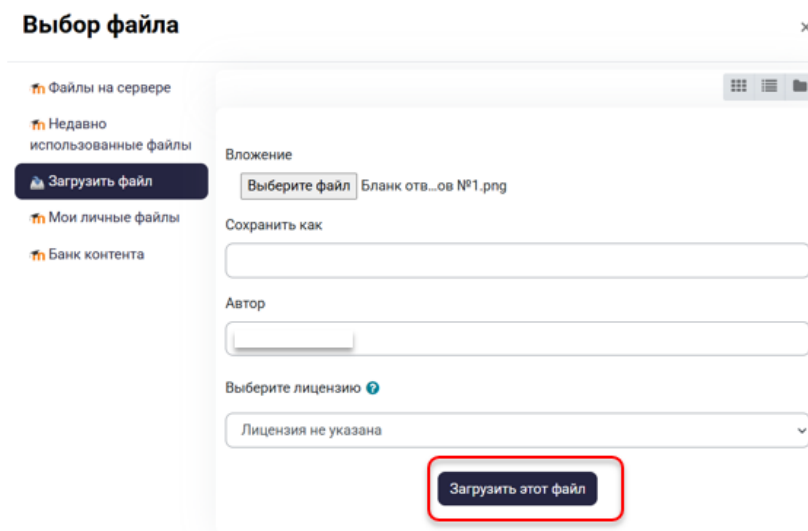 Выбор файла
Файлы на сервере
Недавно
использованные файлы
Загрузить файл
Мои личные файлы
Банк контента
Вложение
Выберите файл Бланк отв...ов №1.png
Сохранить как
Автор
Выберите лицензию ?
Лицензия не указана
Загрузить этот файл